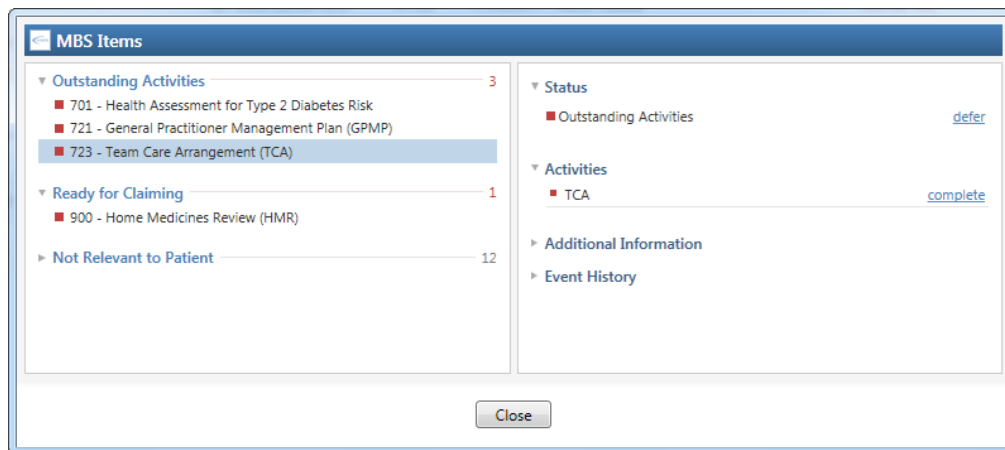 MBS Items
Outstanding Activities 3
701 - Health Assessment for Type 2 Diabetes Risk
721 - General Practitioner Management Plan (GPMP)
723 - Team Care Arrangement (TCA)
Ready for Claiming 1
900 - Home Medicines Review (HMR)
Not Relevant to Patient 12
Status
Outstanding Activities defer
Activities
TCA complete
Additional Information
Event History
Close